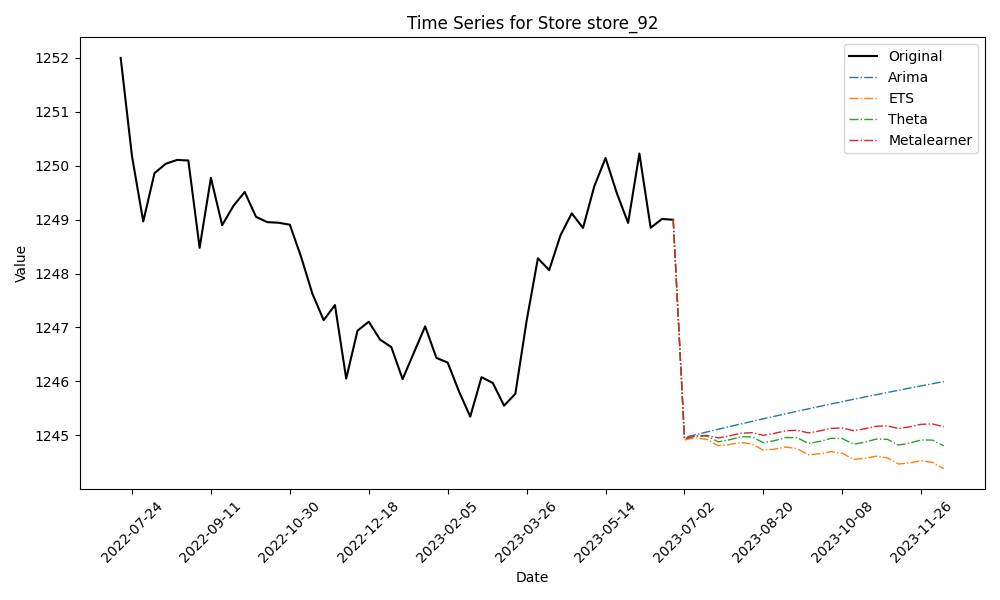 Time Series for Store store_92
Value
1252
1251
1250
1249
1248
1247
1246
1245
Original
Arima
ETS
Theta
Metalearner
2022-07-24
2022-09-11
2022-10-30
2022-12-18
2023-02-05
2023-03-26
2023-05-14
2023-07-02
2023-08-20
2023-10-08
2023-11-26
Date